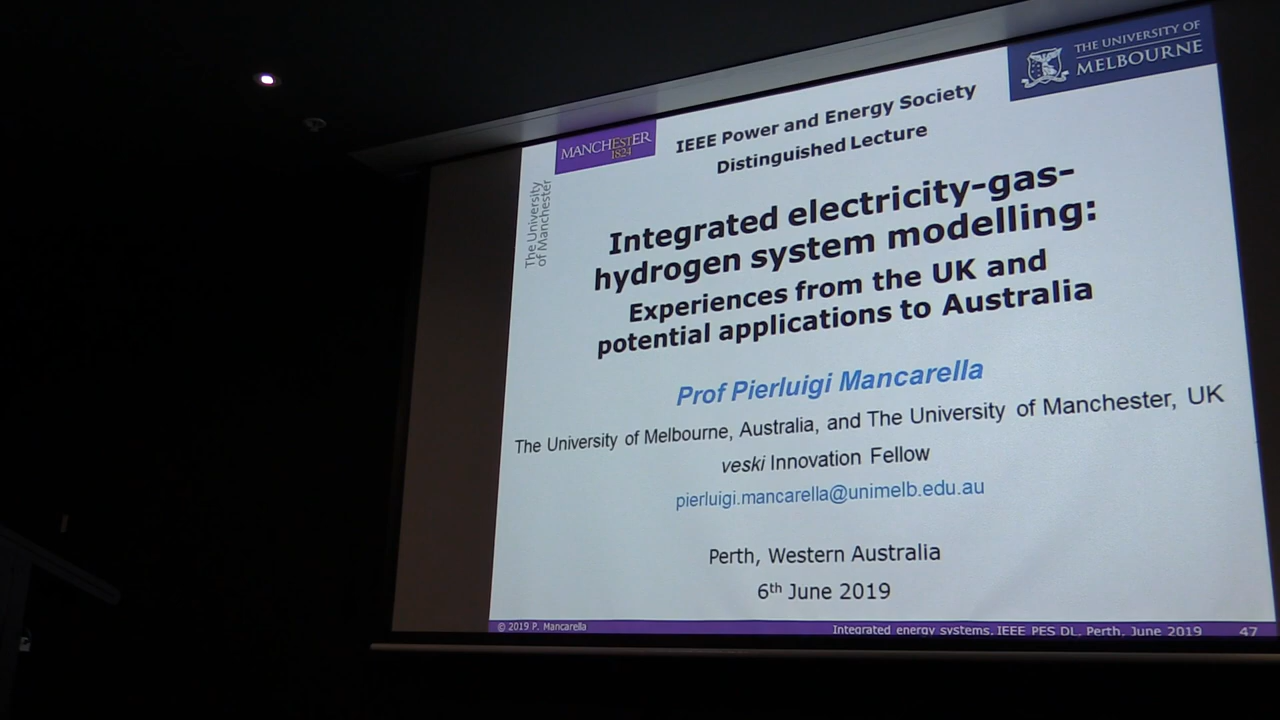 THE UNIVERSITY OF
MELBOURNE
MANCHESTER
1824
The University
of Manchester
IEEE Power and Energy Society
Distinguished Lecture
Integrated electricity-gas-
hydrogen system modelling:
Experiences from the UK and
potential applications to Australia
Prof Pierluigi Mancarella
The University of Melbourne, Australia, and The University of Manchester, UK
veski Innovation Fellow
pierluigi.mancarella@unimelb.edu.au
Perth, Western Australia
6th June 2019
© 2019 P. Mancarella
Integrated energy systems, IEEE PES DL, Perth, June 2019
47